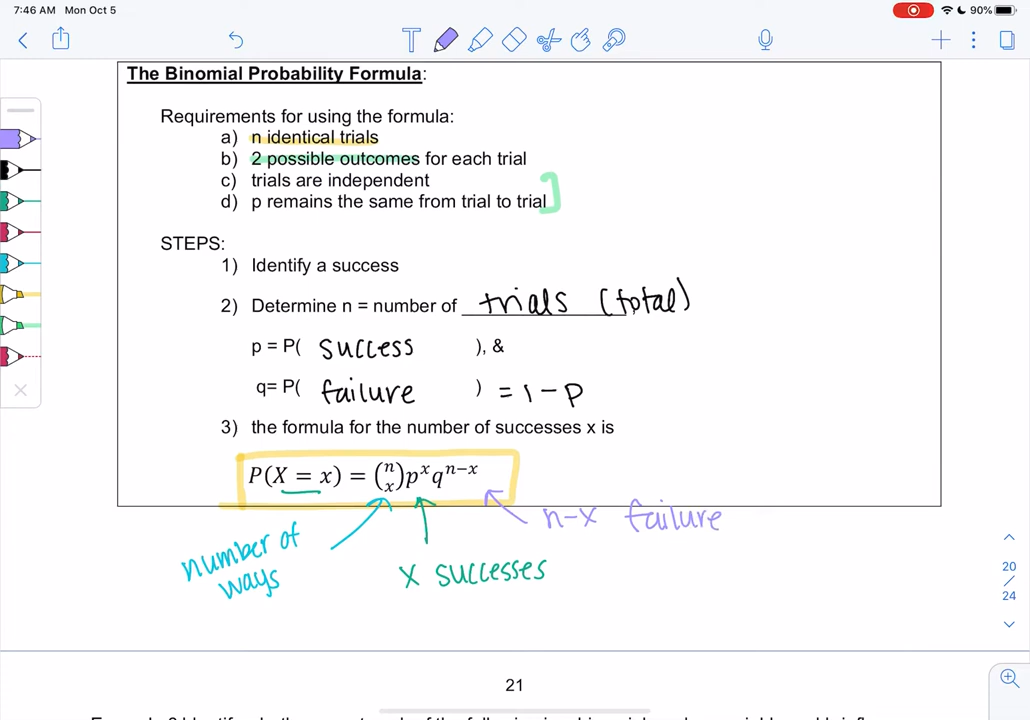 7:46 AM Mon Oct 5
90%
The Binomial Probability Formula:
Requirements for using the formula:
a) n identical trials
b) 2 possible outcomes for each trial
c) trials are independent
d) p remains the same from trial to trial
STEPS:
1) Identify a success
2) Determine n = number of trials (total)
p = P( success ), &
q= P( failure ) = 1 - p
3) the formula for the number of successes x is
P(X = x) = (n x) p^x q^{n-x}
n-x failure
number of
ways
x successes
20
/
24
21